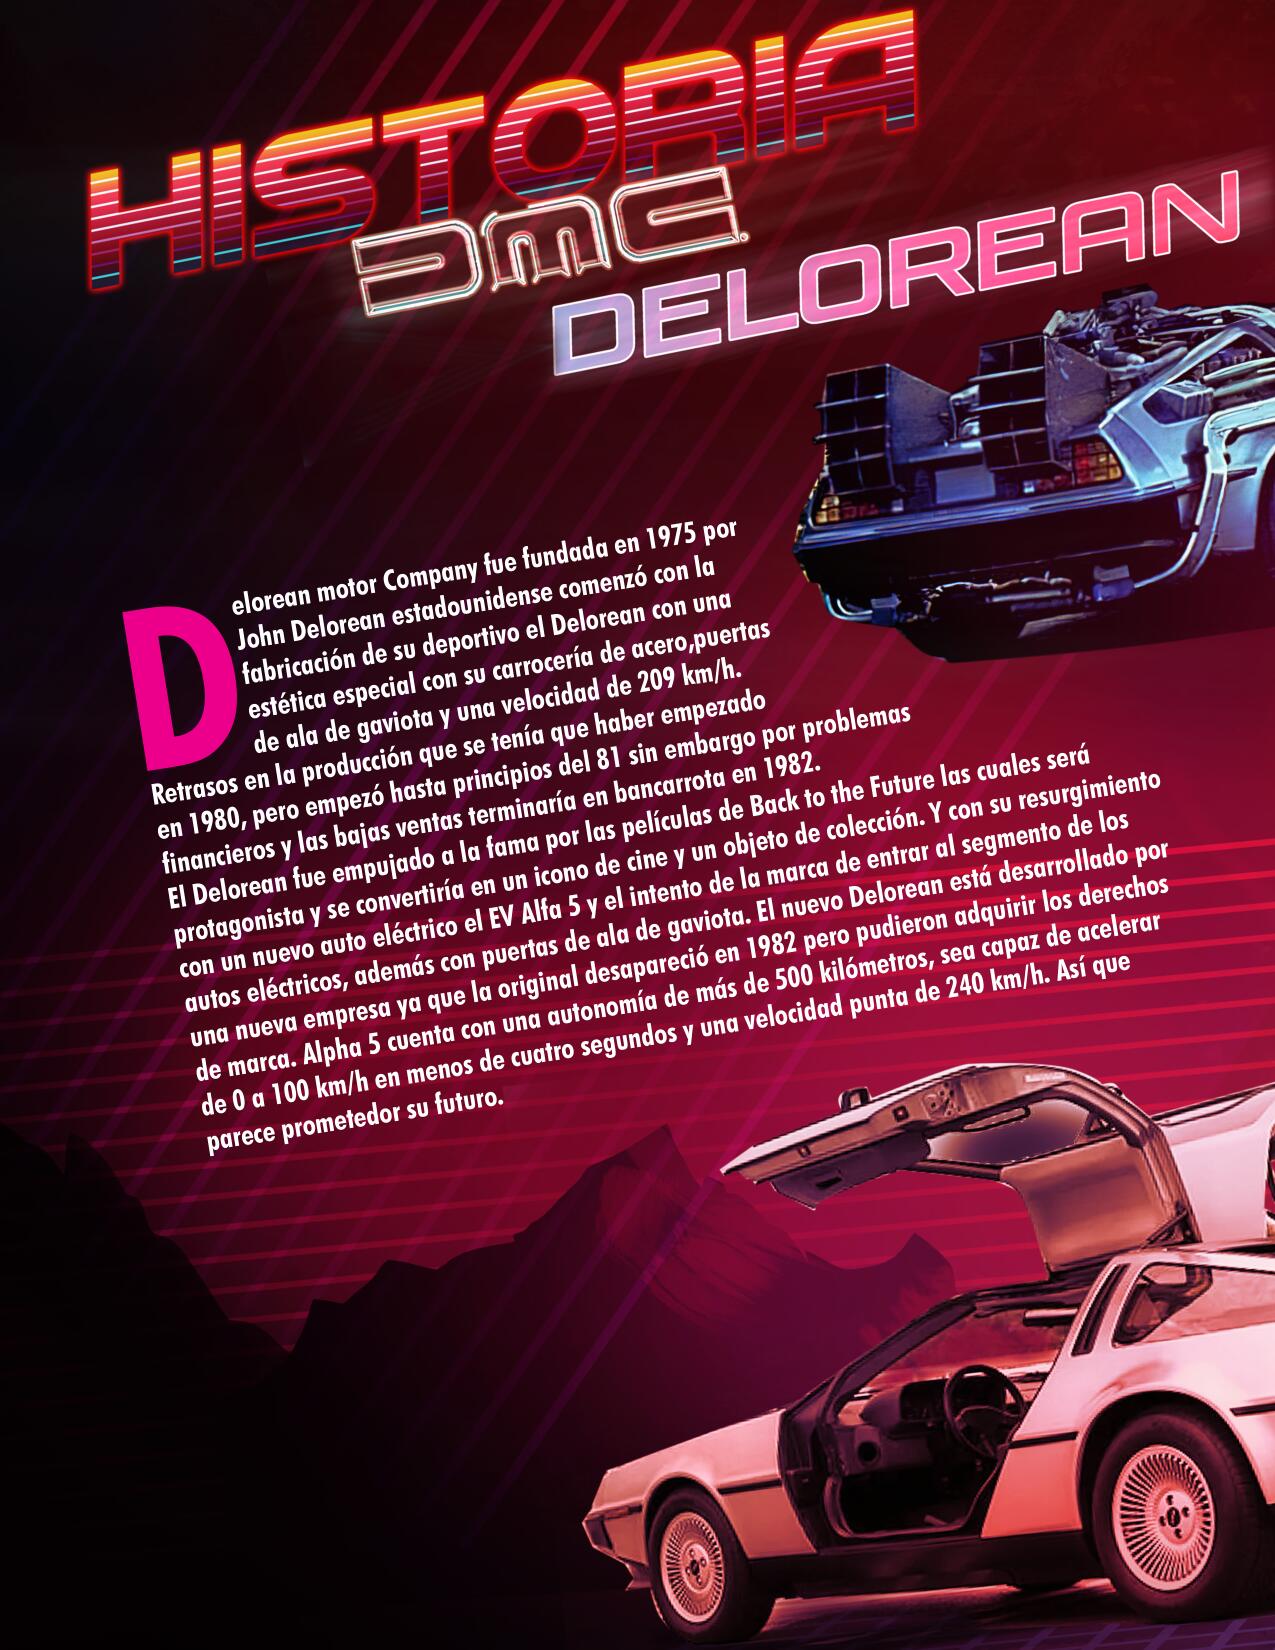 HISTORIA
DMC
DELOREAN
Delorean motor Company fue fundada en 1975 por
John Delorean estadounidense comenzó con la
fabricación de su deportivo el Delorean con una
estética especial con su carrocería de acero,puertas
de ala de gaviota y una velocidad de 209 km/h.
Retrasos en la producción que se tenía que haber empezado
en 1980, pero empezó hasta principios del 81 sin embargo por problemas
financieros y las bajas ventas terminaría en bancarrota en 1982.
El Delorean fue empujado a la fama por las películas de Back to the Future las cuales será
protagonista y se convertiría en un icono de cine y un objeto de colección. Y con su resurgimiento
con un nuevo auto eléctrico el EV Alfa 5 y el intento de la marca de entrar al segmento de los
autos eléctricos, además con puertas de ala de gaviota. El nuevo Delorean está desarrollado por
una nueva empresa ya que la original desapareció en 1982 pero pudieron adquirir los derechos
de marca. Alpha 5 cuenta con una autonomía de más de 500 kilómetros, sea capaz de acelerar
de 0 a 100 km/h en menos de cuatro segundos y una velocidad punta de 240 km/h. Así que
parece prometedor su futuro.